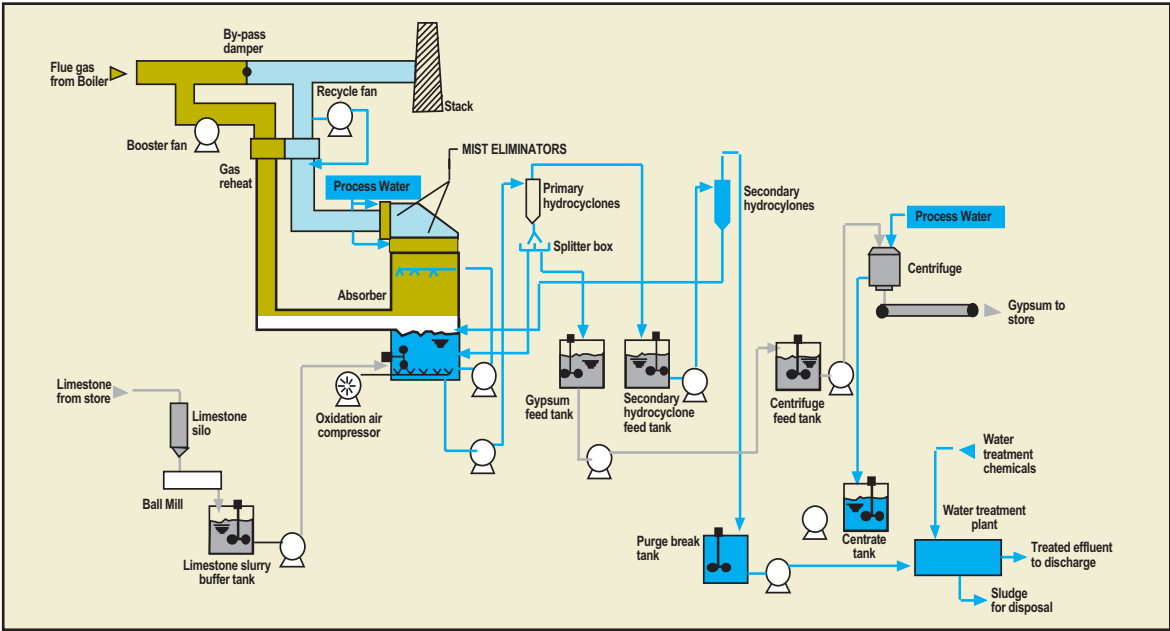 By-pass
damper
Flue gas
from Boiler
Recycle fan
Stack
Booster fan
MIST ELIMINATORS
Gas
reheat
Process Water
Primary
hydrocyclones
Secondary
hydrocylones
Process Water
Splitter box
Centrifuge
Absorber
Gypsum to
store
Limestone
from store
Limestone
silo
Oxidation air
compressor
Gypsum
feed tank
Secondary
hydrocyclone
feed tank
Centrifuge
feed tank
Water
treatment
chemicals
Ball Mill
Water treatment
plant
Purge break
tank
Centrate
tank
Treated effluent
to discharge
Limestone slurry
buffer tank
Sludge
for disposal